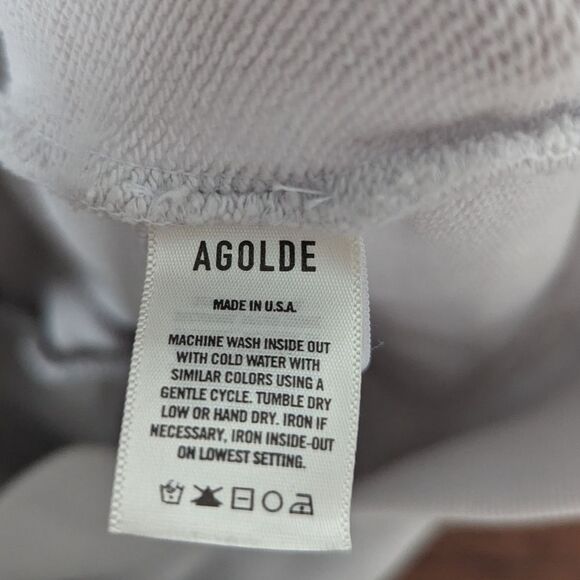 AGOLDE
MADE IN U.S.A.
MACHINE WASH INSIDE OUT
WITH COLD WATER WITH
SIMILAR COLORS USING A
GENTLE CYCLE. TUMBLE DRY
LOW OR HAND DRY. IRON IF
NECESSARY, IRON INSIDE-OUT
ON LOWEST SETTING.